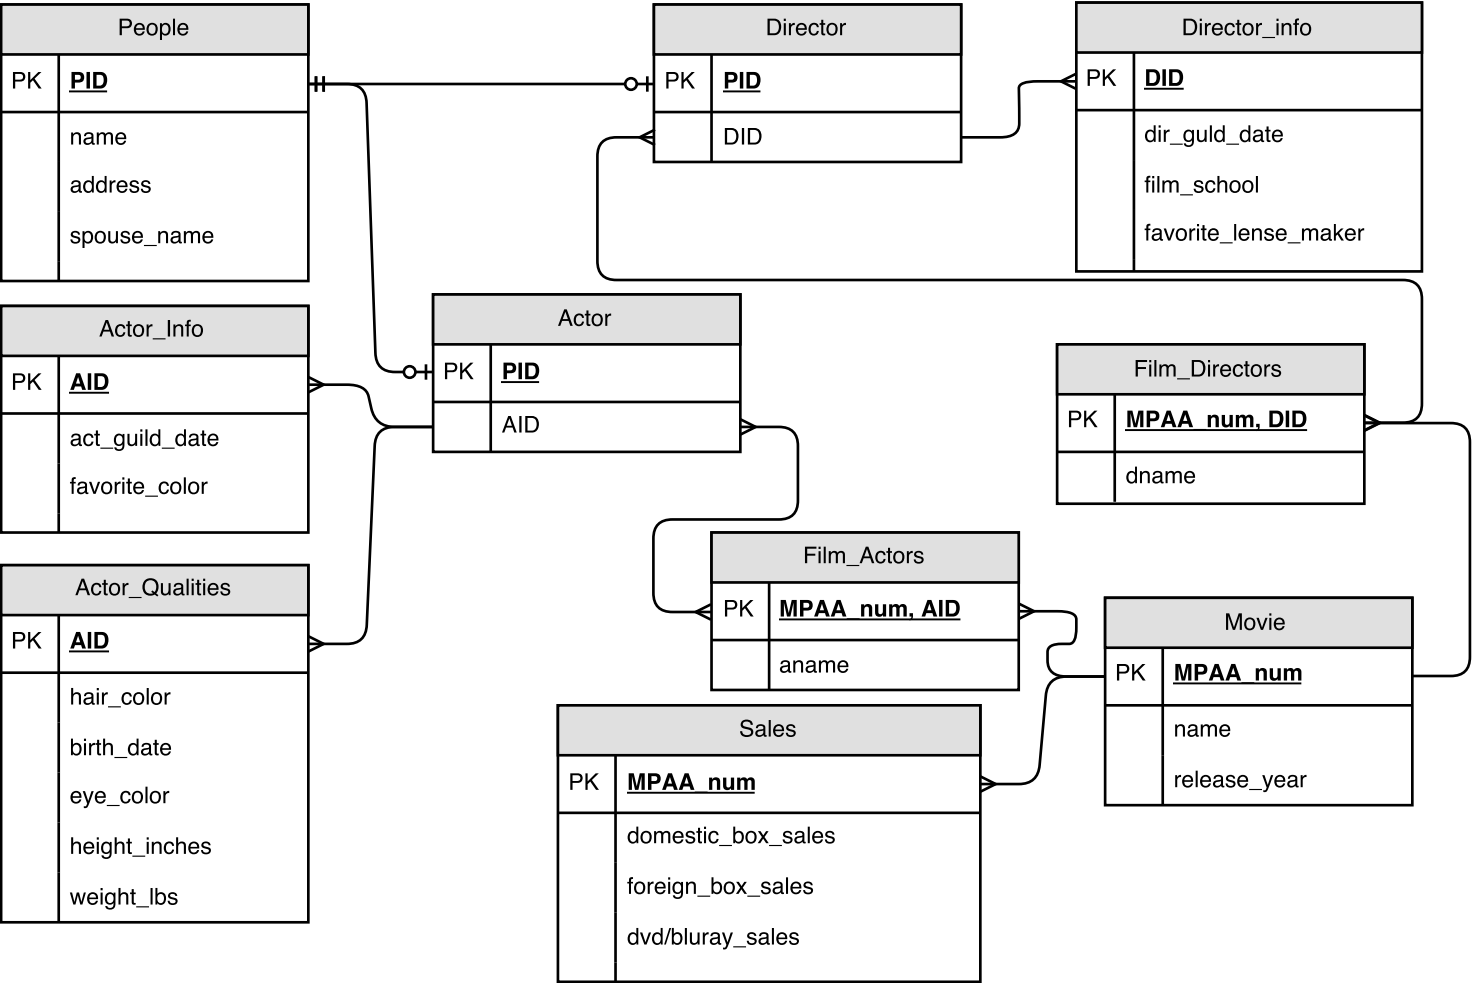 People
PK PID
name
address
spouse_name
Director
PK PID
DID
Director_info
PK DID
dir_guld_date
film_school
favorite_lense_maker
Actor_Info
PK AID
act_guild_date
favorite_color
Actor
PK PID
AID
Film_Directors
PK MPAA_num, DID
dname
Actor_Qualities
PK AID
hair_color
birth_date
eye_color
height_inches
weight_lbs
Film_Actors
PK MPAA_num, AID
aname
Movie
PK MPAA_num
name
release_year
Sales
PK MPAA_num
domestic_box_sales
foreign_box_sales
dvd/bluray_sales